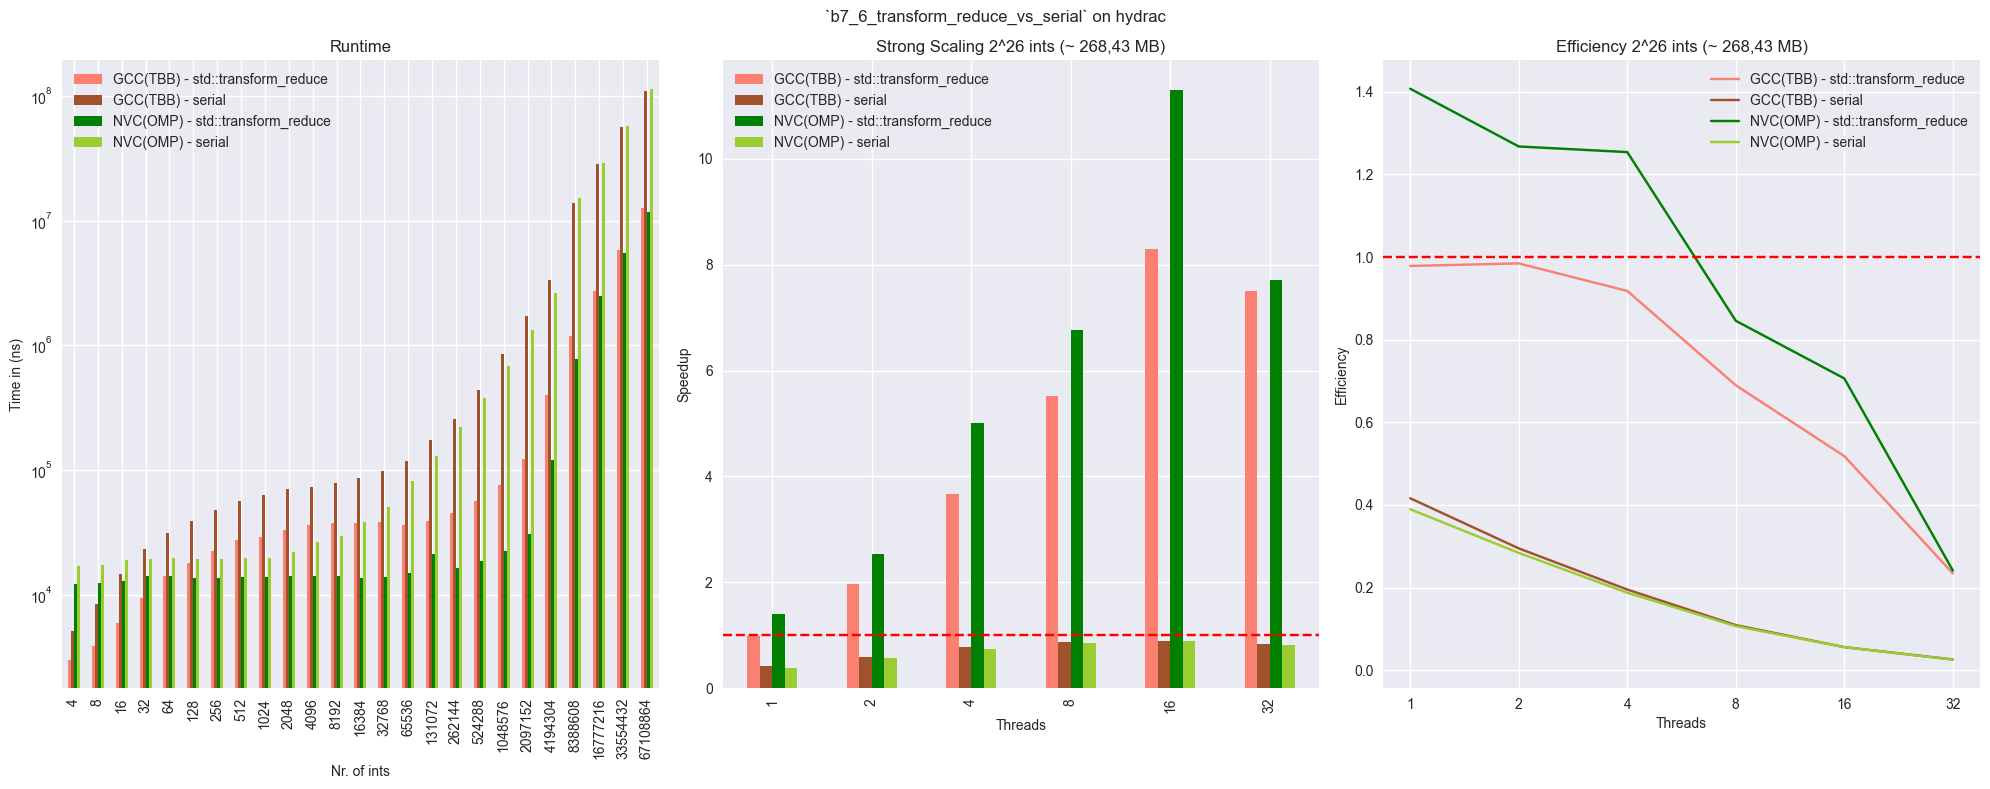 `b7_6_transform_reduce_vs_serial` on hydrac
Runtime
GCC(TBB) - std::transform_reduce
GCC(TBB) - serial
NVC(OMP) - std::transform_reduce
NVC(OMP) - serial
Time in (ns)
10^8
10^7
10^6
10^5
10^4
4 8 16 32 64 128 256 512 1024 2048 4096 8192 16384 32768 65536 131072 262144 524288 1048576 2097152 4194304 8388608 16777216 33554432 67108864
Nr. of ints
Strong Scaling 2^26 ints (~ 268,43 MB)
GCC(TBB) - std::transform_reduce
GCC(TBB) - serial
NVC(OMP) - std::transform_reduce
NVC(OMP) - serial
Speedup
10
8
6
4
2
0
1 2 4 8 16 32
Threads
Efficiency 2^26 ints (~ 268,43 MB)
GCC(TBB) - std::transform_reduce
GCC(TBB) - serial
NVC(OMP) - std::transform_reduce
NVC(OMP) - serial
Efficiency
1.4
1.2
1.0
0.8
0.6
0.4
0.2
0.0
1 2 4 8 16 32
Threads